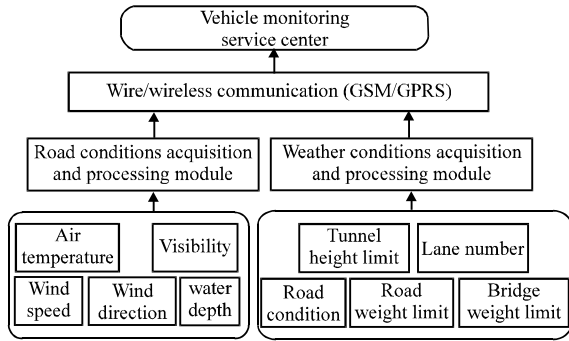 Vehicle monitoring
service center
Wire/wireless communication (GSM/GPRS)
Road conditions acquisition
and processing module
Weather conditions acquisition
and processing module
Air
temperature
Visibility
Wind
speed
Wind
direction
water
depth
Tunnel
height limit
Lane number
Road
condition
Road
weight limit
Bridge
weight limit